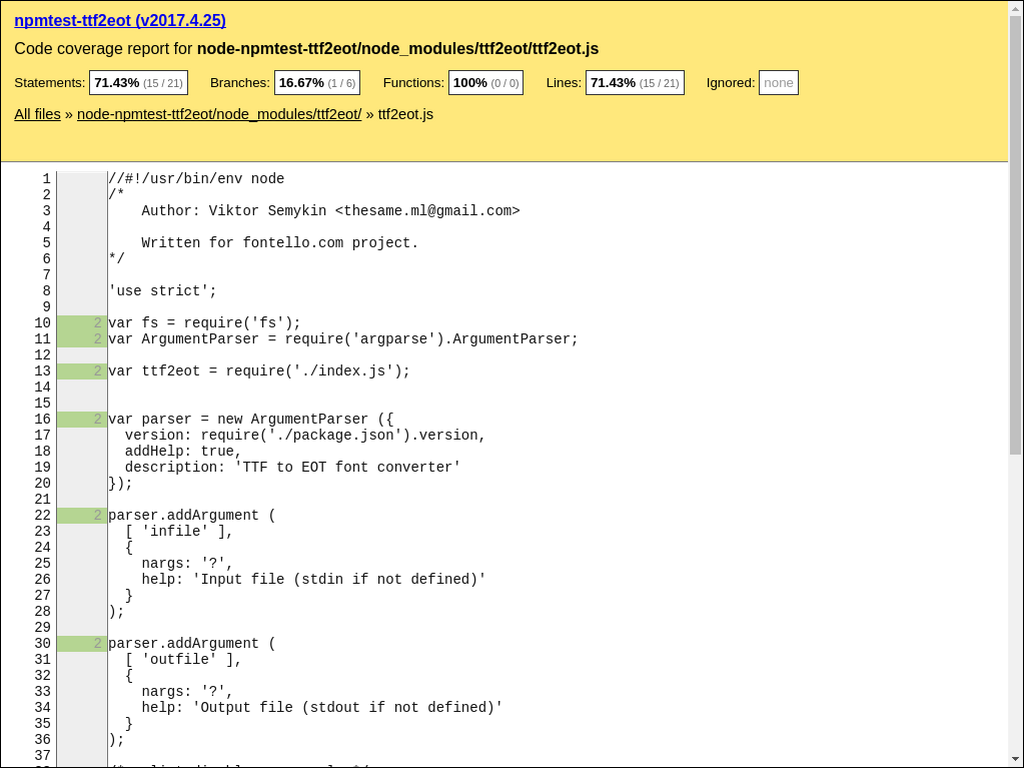 npmtest-ttf2eot (v2017.4.25)
Code coverage report for node-npmtest-ttf2eot/node_modules/ttf2eot/ttf2eot.js
Statements: 71.43% (15 / 21) Branches: 16.67% (1 / 6) Functions: 100% (0 / 0) Lines: 71.43% (15 / 21) Ignored: none
All files » node-npmtest-ttf2eot/node_modules/ttf2eot/ » ttf2eot.js
1 //#!/usr/bin/env node
2 /*
3     Author: Viktor Semykin <thesame.ml@gmail.com>
4
5     Written for fontello.com project.
6 */
7
8 'use strict';
9
10 2 var fs = require('fs');
11 2 var ArgumentParser = require('argparse').ArgumentParser;
12
13 2 var ttf2eot = require('./index.js');
14
15
16 2 var parser = new ArgumentParser ({
17   version: require('./package.json').version,
18   addHelp: true,
19   description: 'TTF to EOT font converter'
20 });
21
22 2 parser.addArgument (
23   [ 'infile' ],
24   {
25     nargs: '?',
26     help: 'Input file (stdin if not defined)'
27   }
28 );
29
30 2 parser.addArgument (
31   [ 'outfile' ],
32   {
33     nargs: '?',
34     help: 'Output file (stdout if not defined)'
35   }
36 );
37